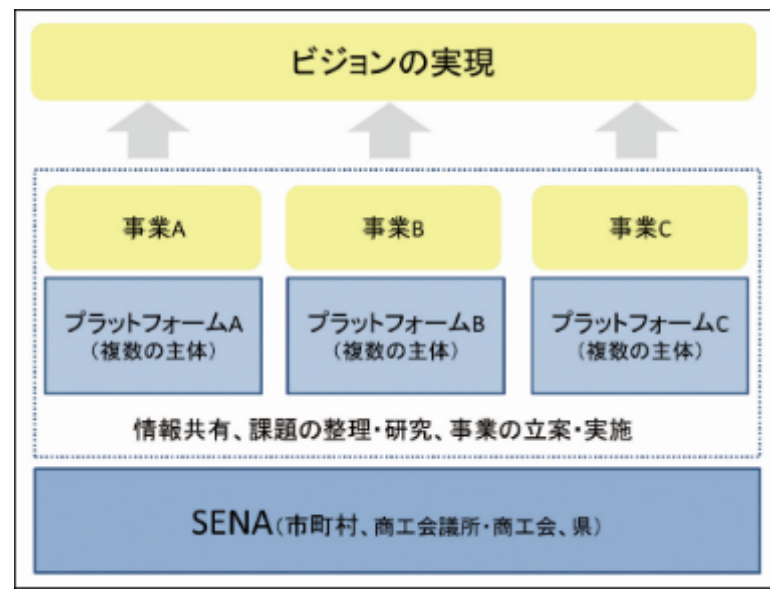 ビジョンの実現
事業A
事業B
事業C
プラットフォームA
（複数の主体）
プラットフォームB
（複数の主体）
プラットフォームC
（複数の主体）
情報共有、課題の整理・研究、事業の立案・実施
SENA（市町村、商工会議所・商工会、県）